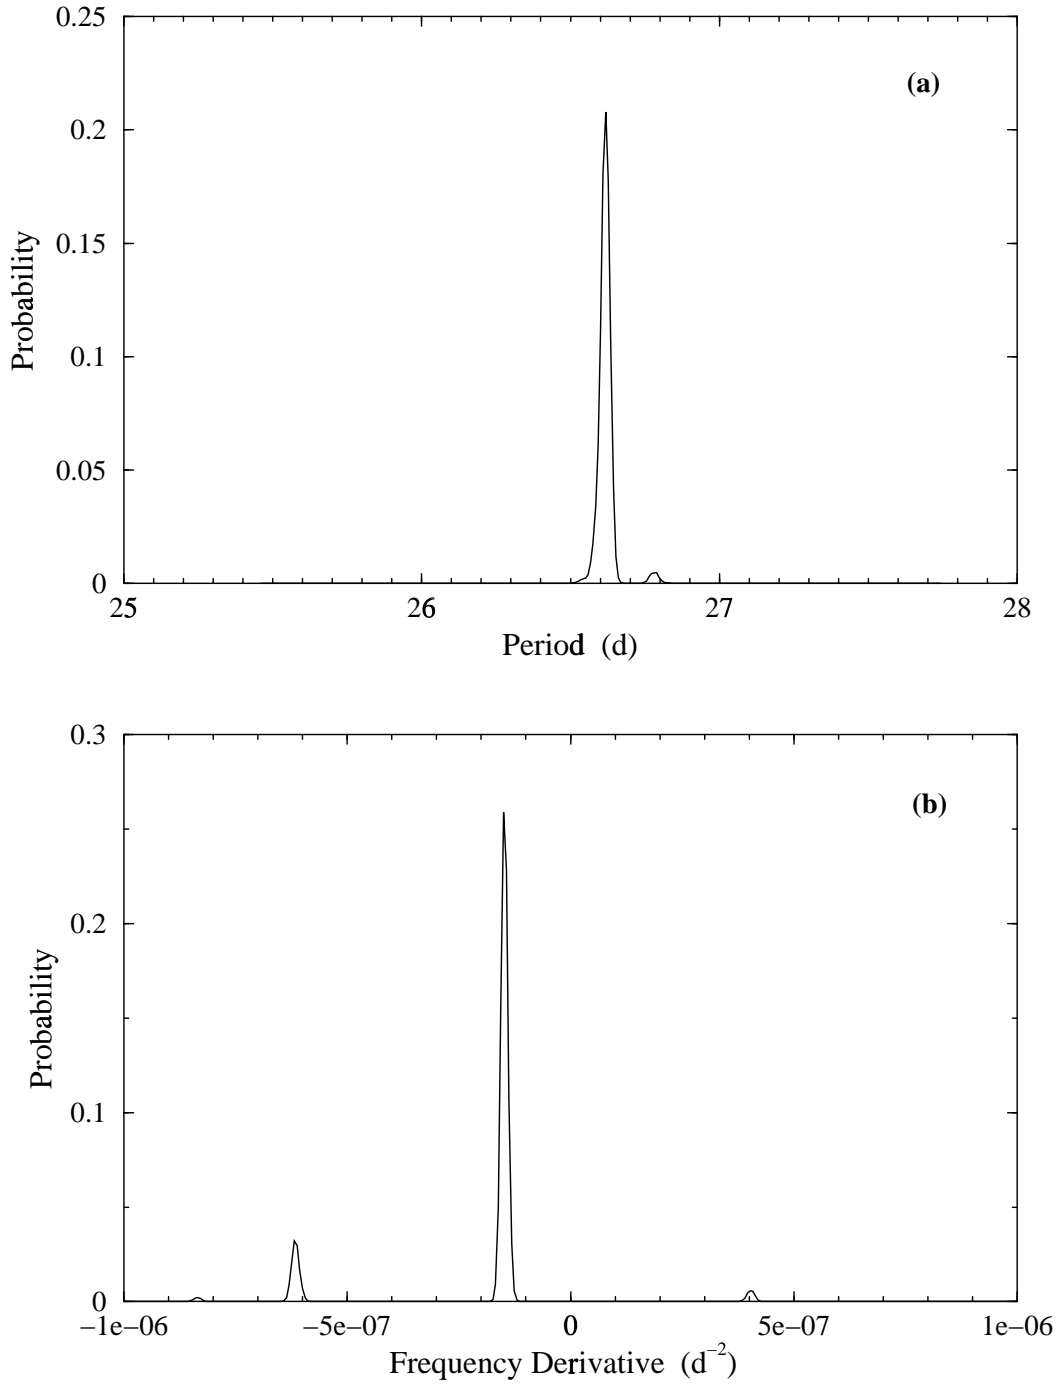 0.25
(a)
0.2
0.15
Probability
0.1
0.05
0
25 26 27 28
Period (d)
0.3
(b)
0.2
Probability
0.1
0
−1e−06 −5e−07 0 5e−07 1e−06
Frequency Derivative (d⁻²)